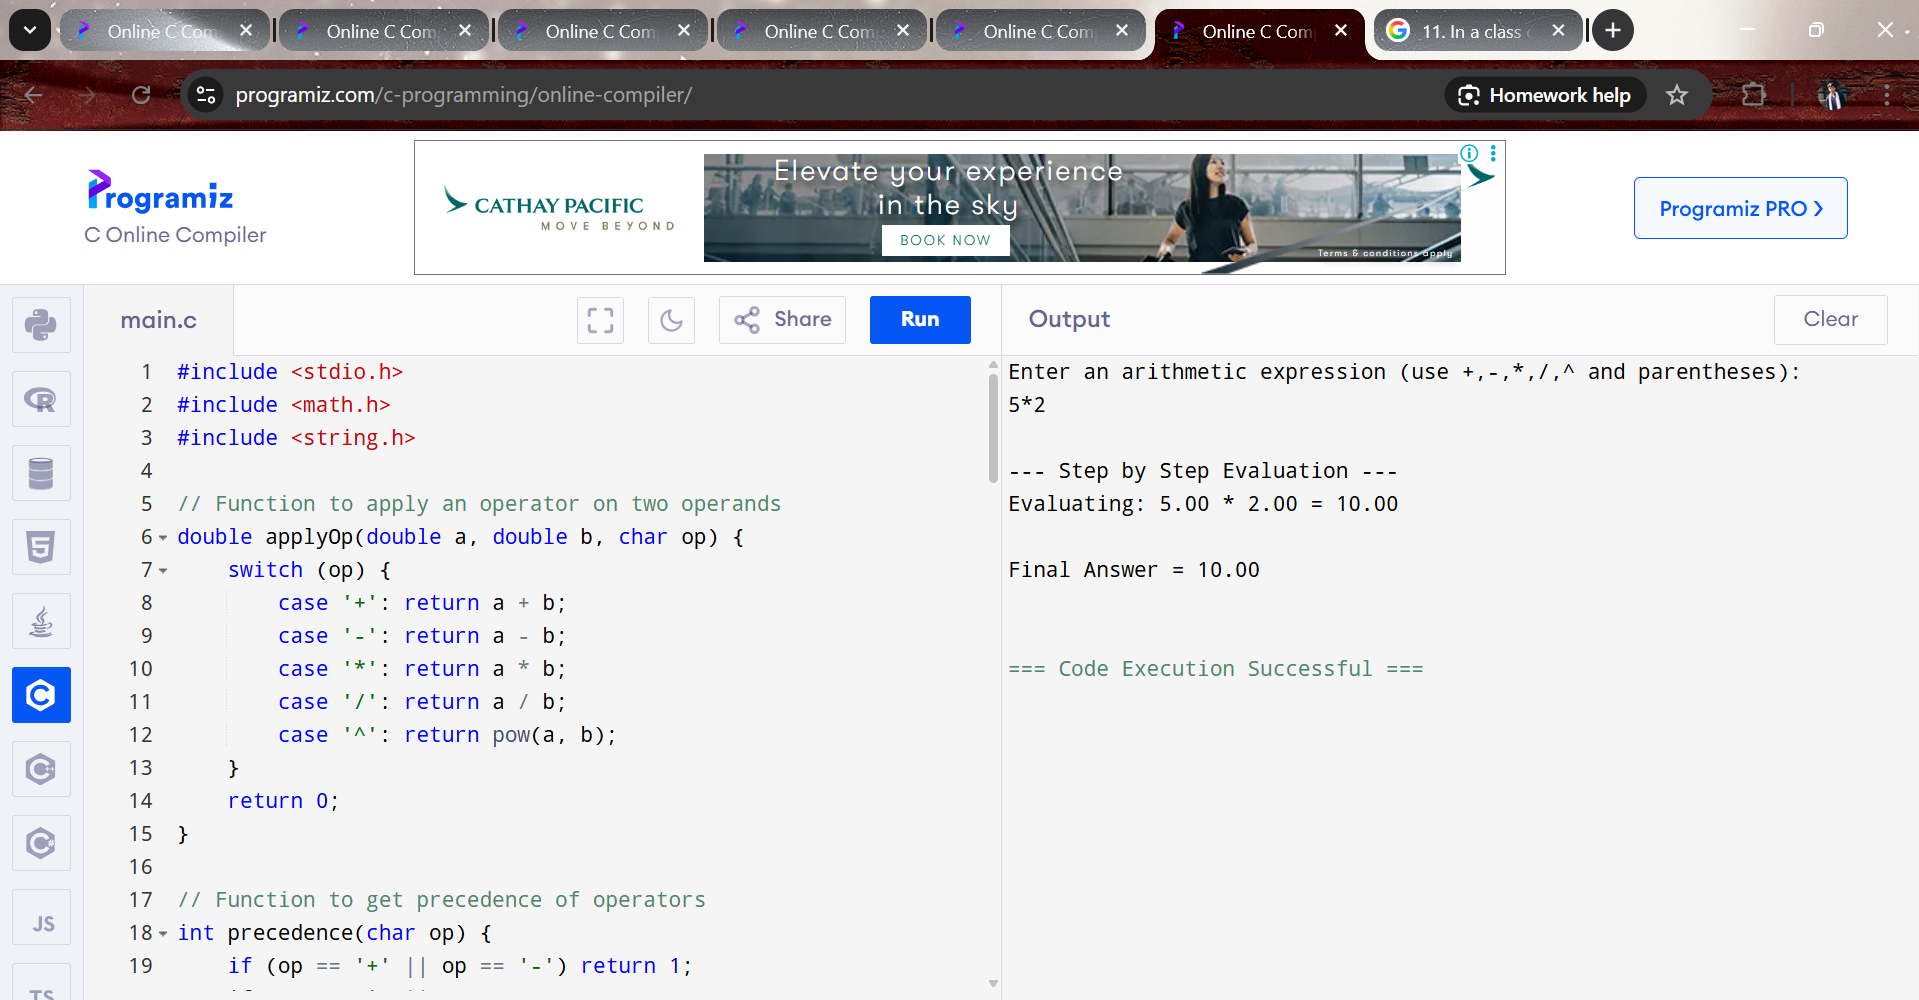 Online C Com
Online C Com
Online C Com
Online C Com
Online C Com
Online C Com
11. In a class
programiz.com/c-programming/online-compiler/
Homework help
Programiz
C Online Compiler
CATHAY PACIFIC
MOVE BEYOND
Elevate your experience
in the sky
BOOK NOW
Terms & conditions apply
Programiz PRO
main.c
Share
Run
Output
Clear
1 #include <stdio.h>
2 #include <math.h>
3 #include <string.h>
4
5 // Function to apply an operator on two operands
6 double applyOp(double a, double b, char op) {
7 switch (op) {
8 case '+': return a + b;
9 case '-': return a - b;
10 case '*': return a * b;
11 case '/': return a / b;
12 case '^': return pow(a, b);
13 }
14 return 0;
15 }
16
17 // Function to get precedence of operators
18 int precedence(char op) {
19 if (op == '+' || op == '-') return 1;
Enter an arithmetic expression (use +,-,*,/,^ and parentheses):
5*2
--- Step by Step Evaluation ---
Evaluating: 5.00 * 2.00 = 10.00
Final Answer = 10.00
=== Code Execution Successful ===
R
5
C
C++
C#
JS
TS